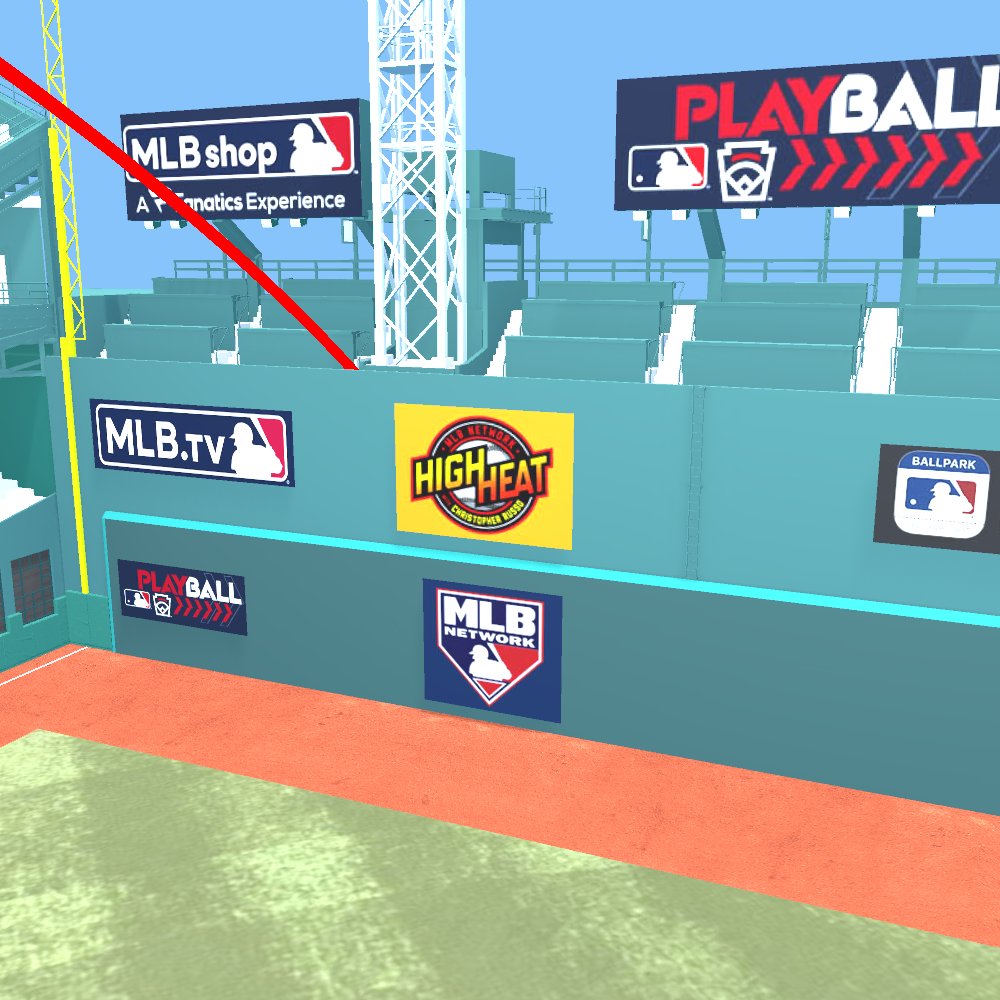 PLAYBALL
MLB shop
A Fanatics Experience
MLB.TV
MLB NETWORK
HIGH HEAT
CHRISTOPHER RUSSO
BALLPARK
PLAYBALL
MLB
NETWORK